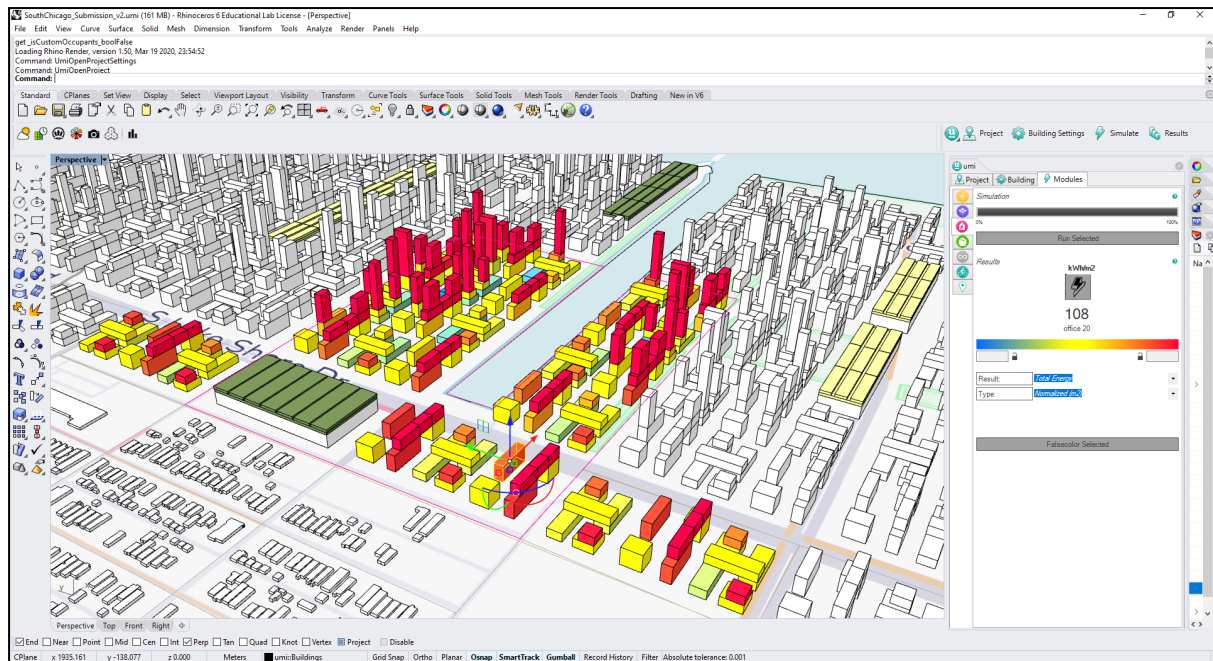 SouthChicago_Submission_v2.umi (161 MB) - Rhinoceros 6 Educational Lab License - [Perspective]
File Edit View Curve Surface Solid Mesh Dimension Transform Tools Analyze Render Panels Help
get _isCustomOccupants_boolFalse
Loading Rhino Render, version 1.50, Mar 19 2020, 23:54:52
Command: UmiOpenProjectSettings
Command: UmiOpenProject
Command:
Standard CPlanes Set View Display Select Viewport Layout Visibility Transform Curve Tools Surface Tools Solid Tools Mesh Tools Render Tools Drafting New in V6
Project Building Settings Simulate Results
Perspective
umi
Project Building Modules
Simulation
0% 100%
Run Selected
Results
kWh/m2
108
office 20
Result: Total Energy
Type: Normalized (m2)
Falsecolor Selected
Na
Perspective Top Front Right
End Near Point Mid Cen Int Perp Tan Quad Knot Vertex Project Disable
CPlane x 1935.161 y -138.077 z 0.000 Meters umi::Buildings Grid Snap Ortho Planar Osnap SmartTrack Gumball Record History Filter Absolute tolerance: 0.001